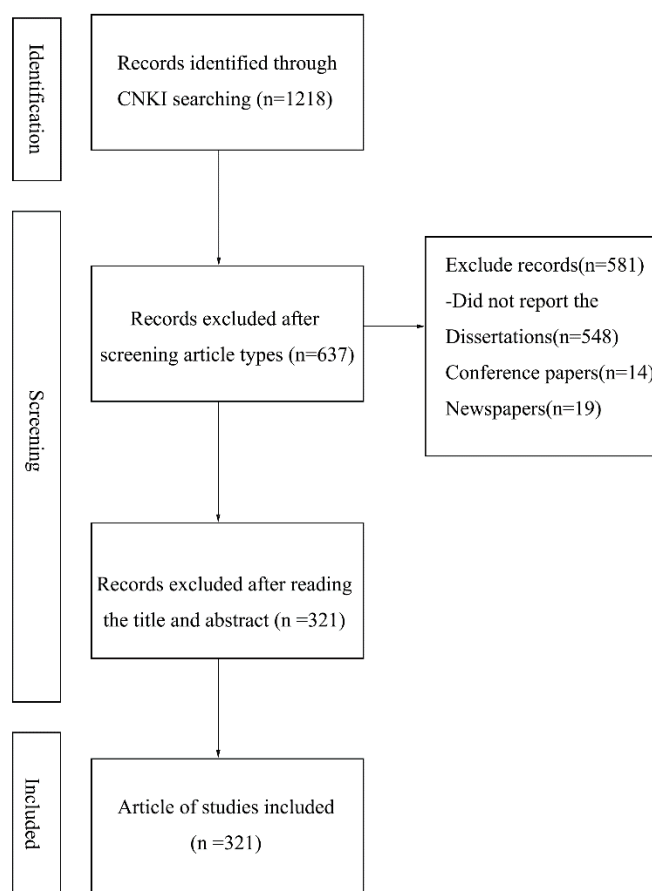 Identification
Records identified through
CNKI searching (n=1218)
Screening
Records excluded after
screening article types (n=637)
Exclude records(n=581)
-Did not report the
Dissertations(n=548)
Conference papers(n=14)
Newspapers(n=19)
Records excluded after reading
the title and abstract (n =321)
Included
Article of studies included
(n =321)